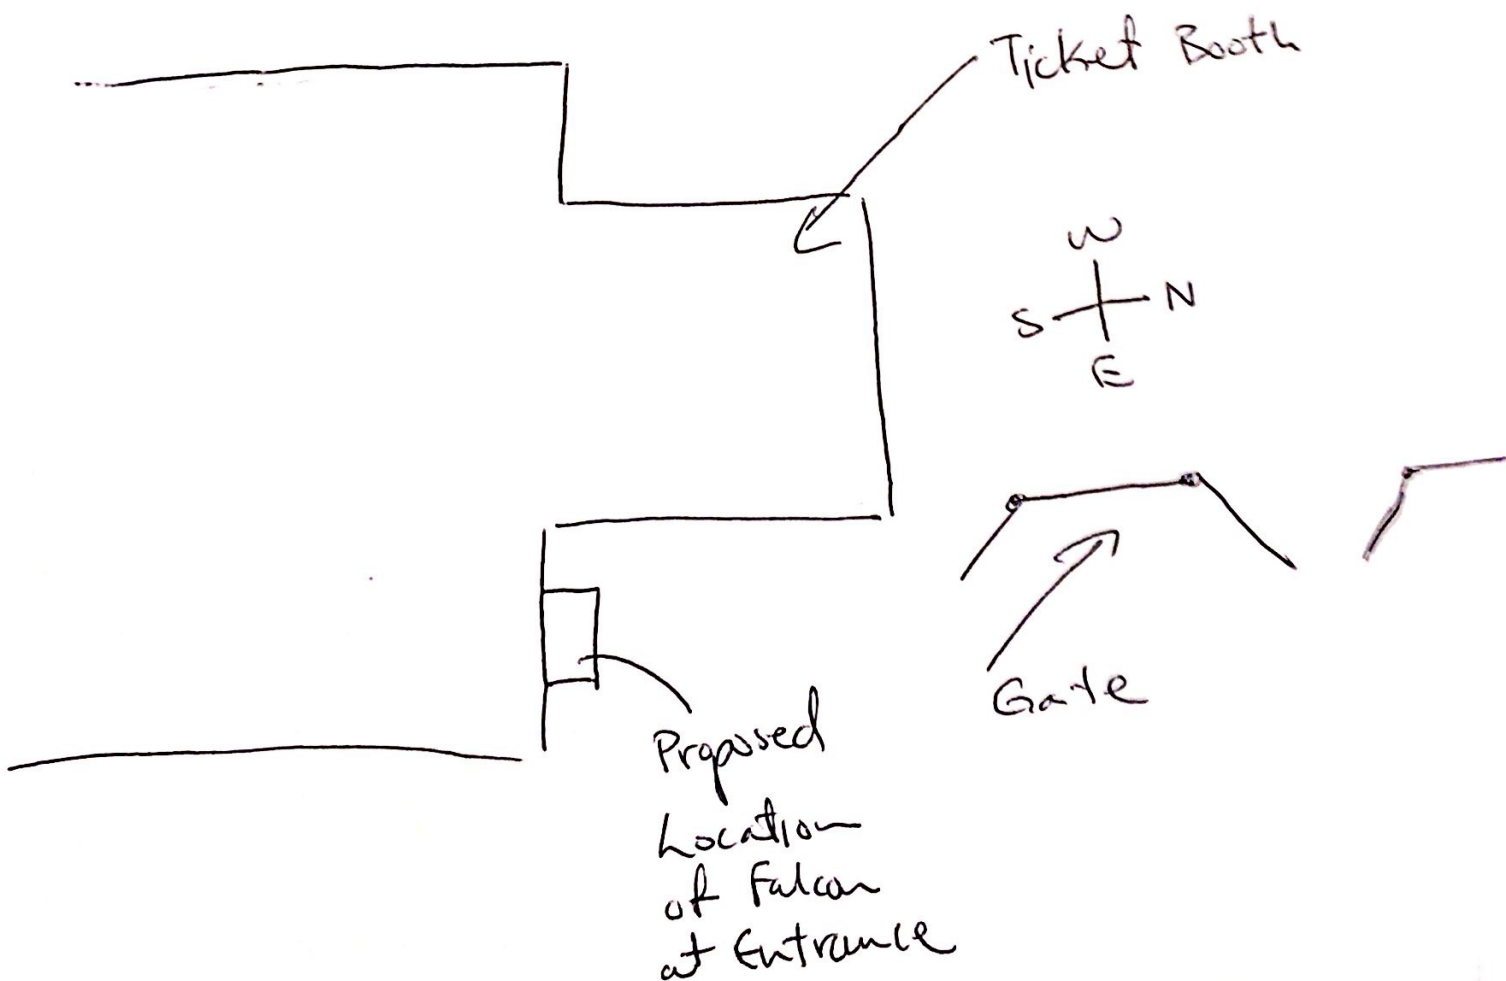 Ticket Booth
W
S N
E
Gate
Proposed
Location
of Falcon
at Entrance